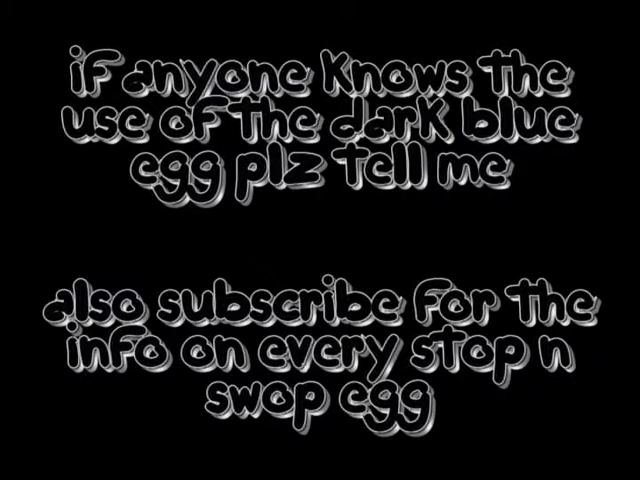 if anyone knows the
use of the dark blue
egg plz tell me
also subscribe for the
info on every stop n
swop egg